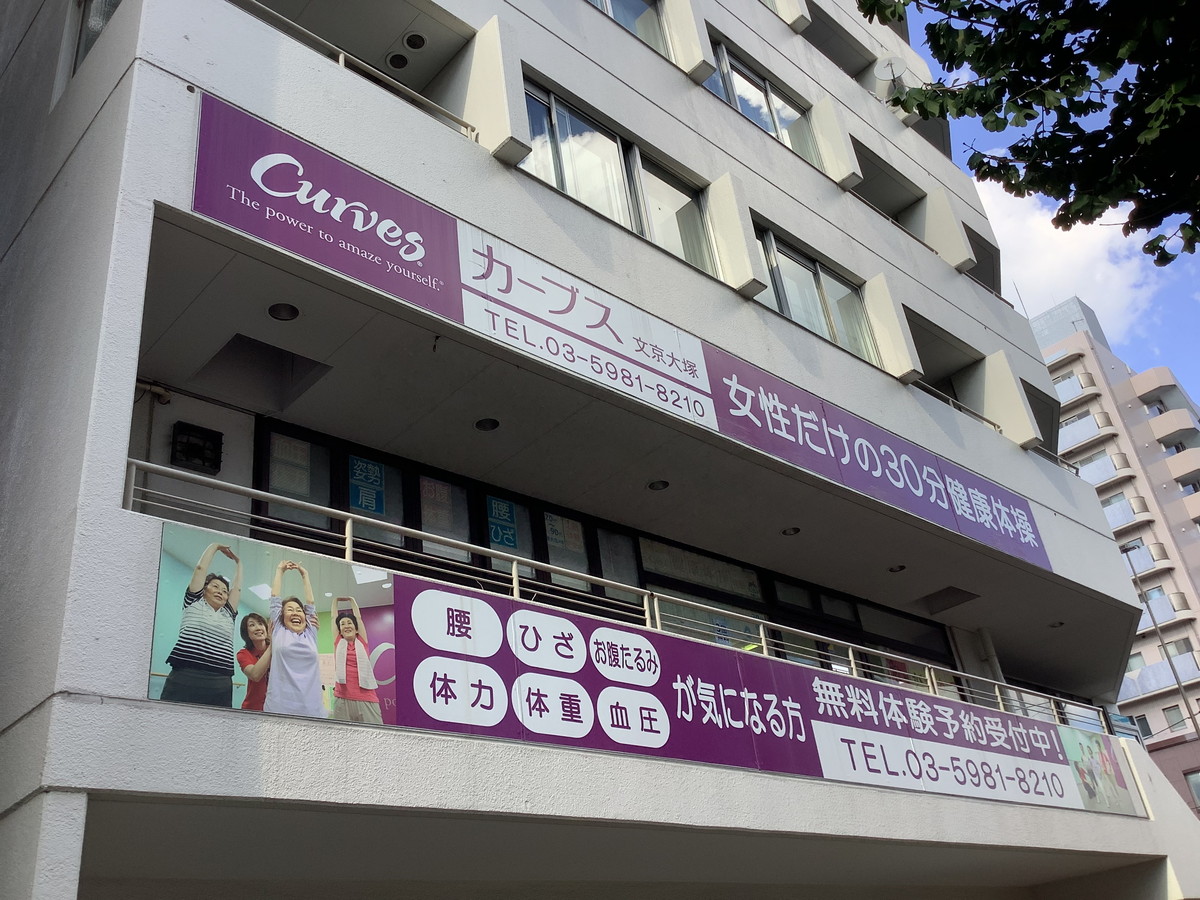 Curves
The power to amaze yourself.
カーブス 文京大塚
TEL.03-5981-8210
女性だけの30分健康体操
姿勢
肩
腰
ひざ
腰 ひざ お腹たるみ
体力 体重 血圧
が気になる方
無料体験予約受付中!
TEL.03-5981-8210